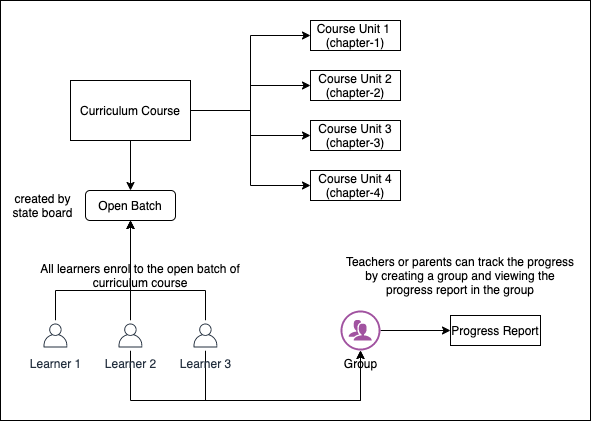 Course Unit 1
(chapter-1)
Course Unit 2
(chapter-2)
Curriculum Course
Course Unit 3
(chapter-3)
Course Unit 4
(chapter-4)
created by
state board
Open Batch
All learners enrol to the open batch of
curriculum course
Teachers or parents can track the progress
by creating a group and viewing the
progress report in the group
Learner 1
Learner 2
Learner 3
Group
Progress Report